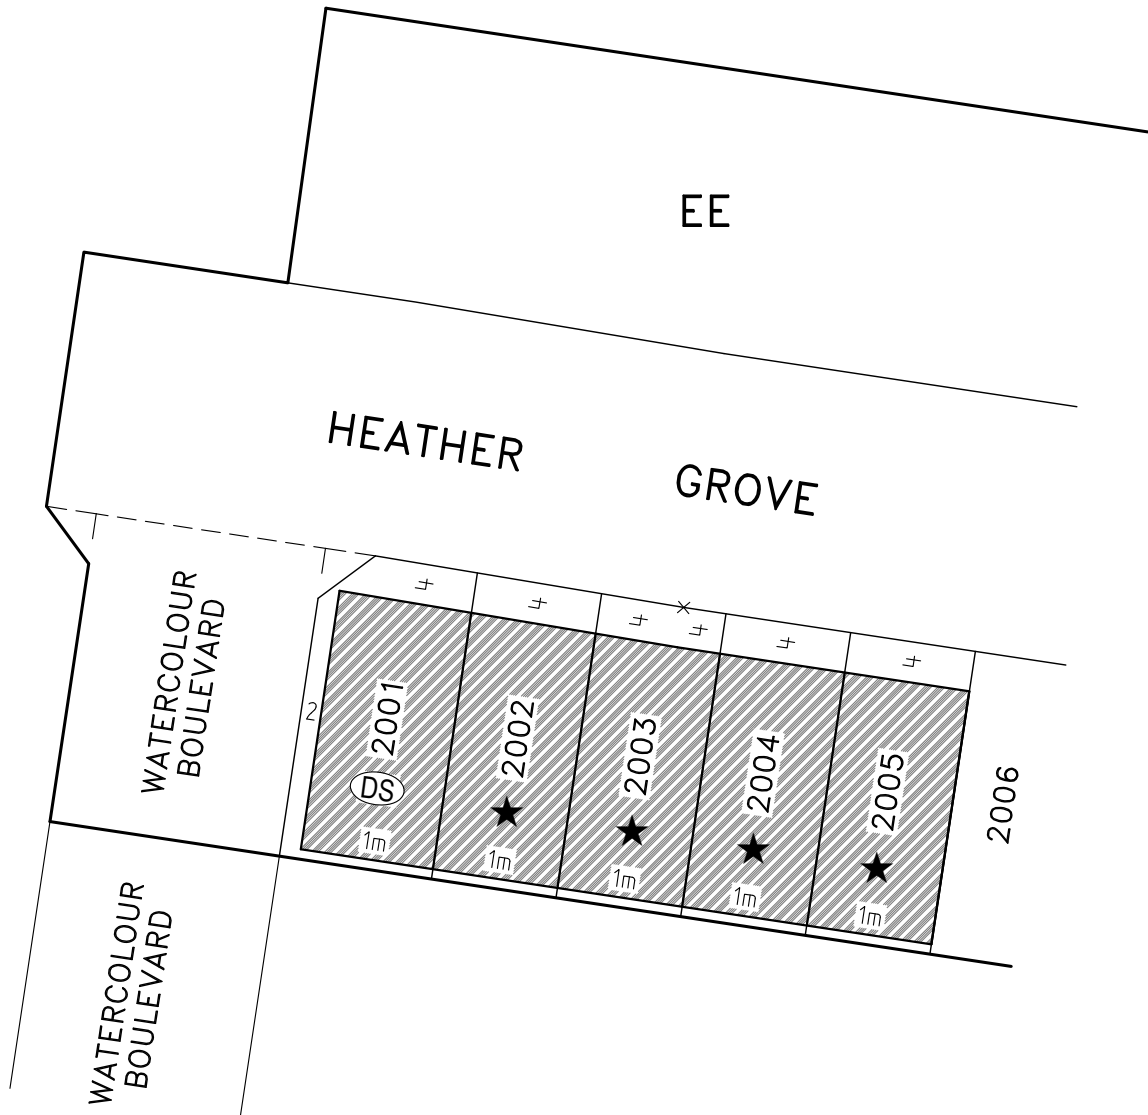 EE
HEATHER GROVE
WATERCOLOUR
BOULEVARD
4
4
4
4
4
4
2
2001
2002
2003
2004
2005
2006
DS
1m
1m
1m
1m
1m
WATERCOLOUR
BOULEVARD